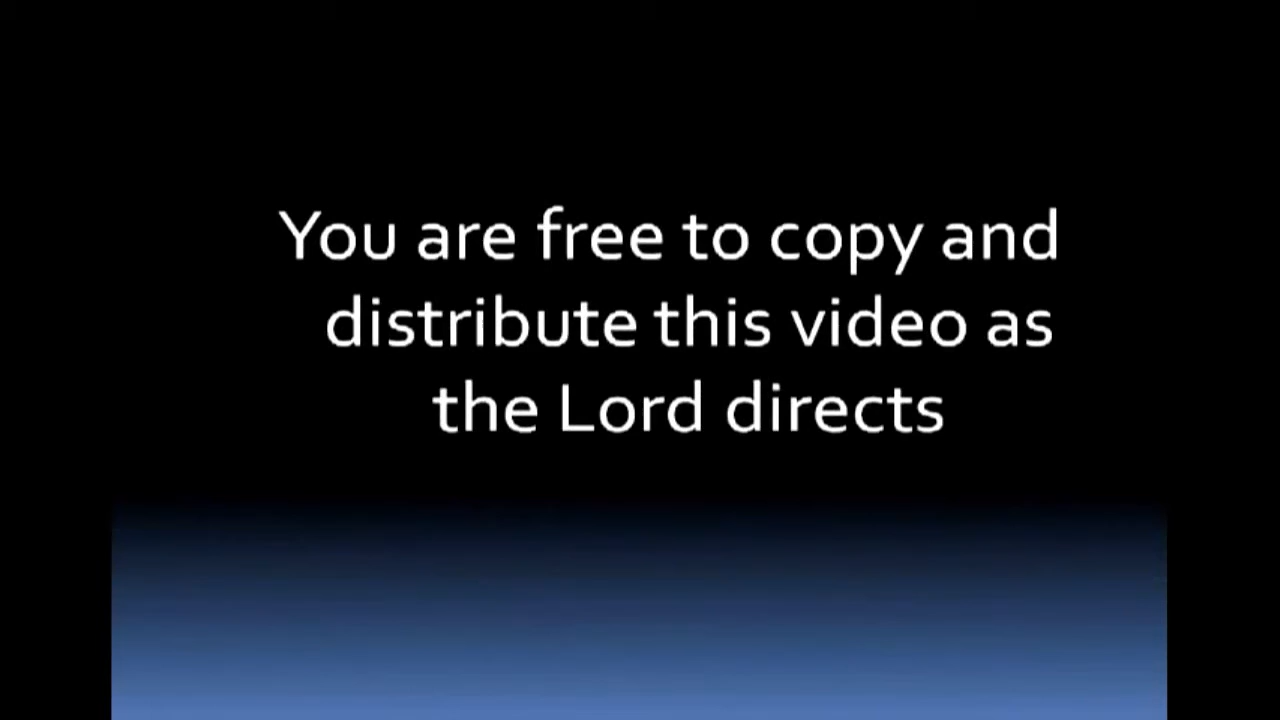 You are free to copy and
distribute this video as
the Lord directs